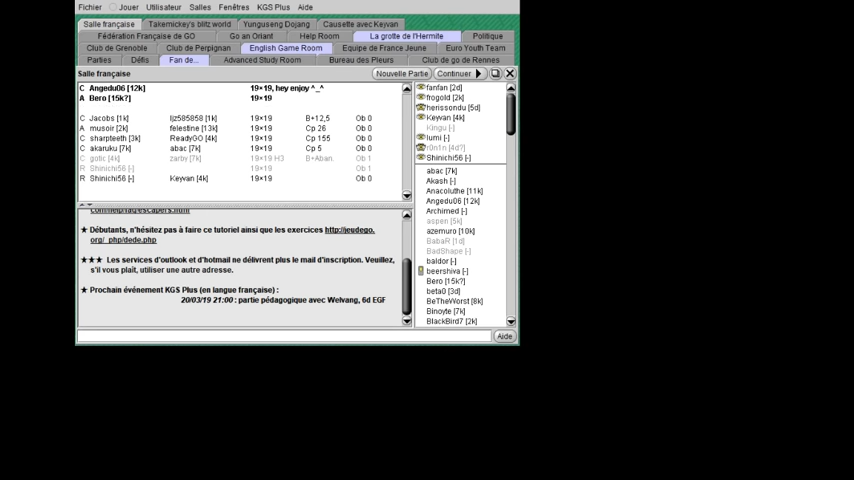 Fichier Jouer Utilisateur Salles Fenêtres KGS Plus Aide
Salle française Takemickey's blitz world Yunguseng Dojang Causette avec Keyvan
Fédération Française de GO Go an Oriant Help Room La grotte de l'Hermite Politique
Club de Grenoble Club de Perpignan English Game Room Equipe de France Jeune Euro Youth Team
Parties Défis Fan de... Advanced Study Room Bureau des Pleurs Club de go de Rennes
Salle française Nouvelle Partie Continuer
C Angedu06 [12k] 19×19, hey enjoy ^_^
A Bero [15k?] 19×19
C Jacobs [1k] ljz585858 [1k] 19×19 B+12,5 Ob 0
A musoir [2k] felestine [13k] 19×19 Cp 26 Ob 0
C sharpteeth [3k] ReadyGO [4k] 19×19 Cp 155 Ob 0
C akaruku [7k] abac [7k] 19×19 Cp 5 Ob 0
C gotic [4k] zarby [7k] 19×19 H3 B+Aban. Ob 1
R Shinichi56 [-] 19×19 Ob 1
R Shinichi56 [-] Keyvan [4k] 19×19 Ob 0
fanfan [2d]
frogold [2k]
herissondu [5d]
Keyvan [4k]
Kingu [-]
lumi [-]
r0n1n [4d?]
Shinichi56 [-]
com/help/faq/escapers.html
★ Débutants, n'hésitez pas à faire ce tutoriel ainsi que les exercices http://jeudego.
org/_php/dede.php
★★★ Les services d'outlook et d'hotmail ne délivrent plus le mail d'inscription. Veuillez,
s'il vous plaît, utiliser une autre adresse.
★ Prochain événement KGS Plus (en langue française) :
20/03/19 21:00 : partie pédagogique avec Welvang, 6d EGF
abac [7k]
Akash [-]
Anacoluthe [11k]
Angedu06 [12k]
Archimed [-]
aspen [5k]
azemuro [10k]
BabaR [1d]
BadShape [-]
baldor [-]
beershiva [-]
Bero [15k?]
beta0 [3d]
BeTheWorst [8k]
Binoyte [7k]
BlackBird7 [2k]
Aide